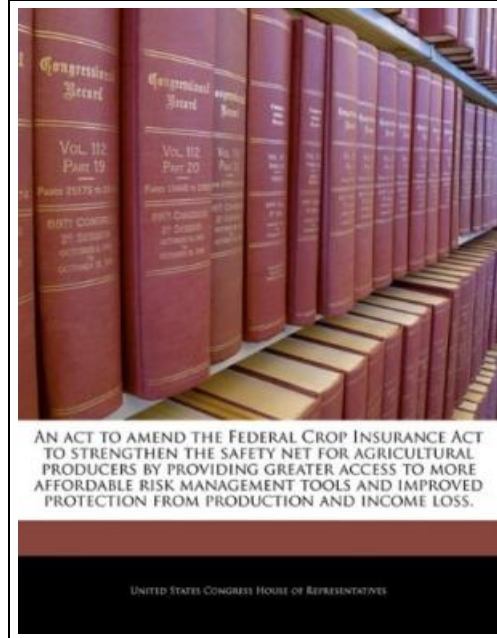 Congressional
Record
VOL. 112
PART 19
Congressional
Record
VOL. 112
PART 20
AN ACT TO AMEND THE FEDERAL CROP INSURANCE ACT
TO STRENGTHEN THE SAFETY NET FOR AGRICULTURAL
PRODUCERS BY PROVIDING GREATER ACCESS TO MORE
AFFORDABLE RISK MANAGEMENT TOOLS AND IMPROVED
PROTECTION FROM PRODUCTION AND INCOME LOSS.
UNITED STATES CONGRESS HOUSE OF REPRESENTATIVES